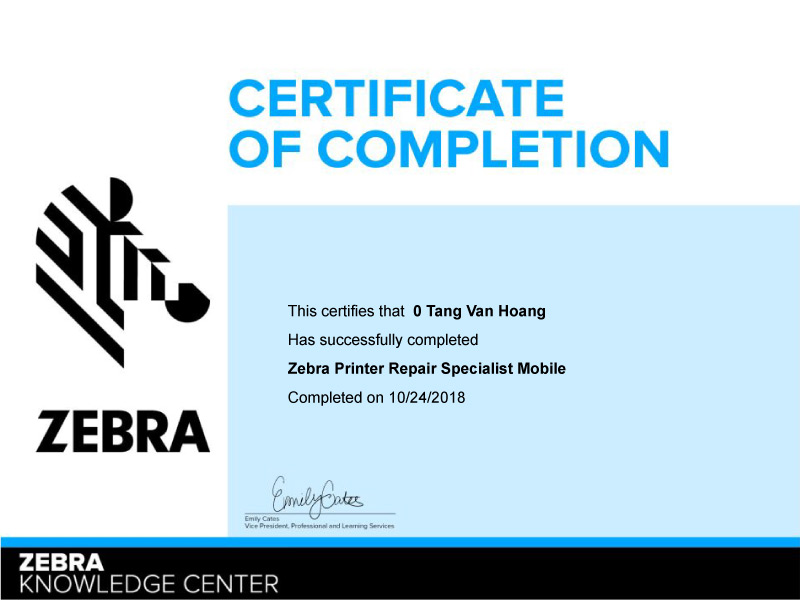 CERTIFICATE
OF COMPLETION
ZEBRA
This certifies that 0 Tang Van Hoang
Has successfully completed
Zebra Printer Repair Specialist Mobile
Completed on 10/24/2018
Emily Cates
Emily Cates
Vice President, Professional and Learning Services
ZEBRA
KNOWLEDGE CENTER